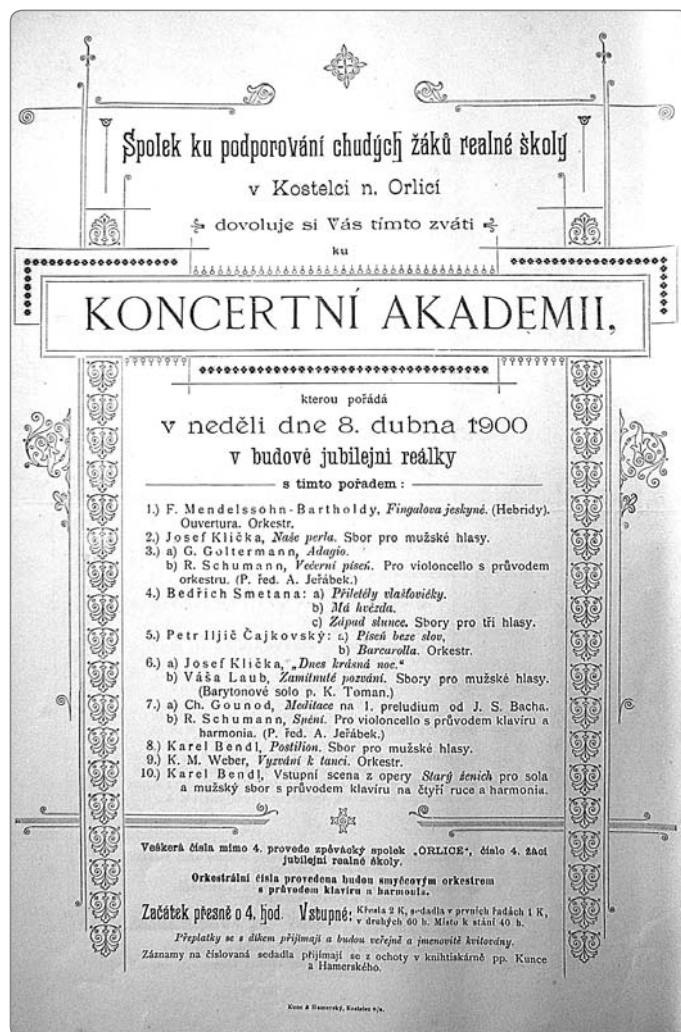 Spolek ku podporování chudých žáků realné školy
v Kostelci n. Orlicí
dovoluje si Vás tímto zváti
ku
KONCERTNÍ AKADEMII,
kterou pořádá
v neděli dne 8. dubna 1900
v budově jubilejni reálky
s tímto pořadem:
1.) F. Mendelssohn-Bartholdy, Fingalova jeskyně. (Hebridy).
Ouvertura. Orkestr.
2.) Josef Klička, Naše perla. Sbor pro mužské hlasy.
3.) a) G. Goltermann, Adagio.
b) R. Schumann, Večerní píseň. Pro violoncello s průvodem
orkestru. (P. řed. A. Jeřábek.)
4.) Bedřich Smetana: a) Přiletěly vlaštovičky.
b) Má hvězda.
c) Západ slunce. Sbory pro tři hlasy.
5.) Petr Iljič Čajkovský: a) Píseň beze slov,
b) Barcarolla. Orkestr.
6.) a) Josef Klička, „Dnes krásná noc."
b) Váša Laub, Zamítnuté pozvání. Sbory pro mužské hlasy.
(Barytonové solo p. K. Toman.)
7.) a) Ch. Gounod, Meditace na 1. preludium od J. S. Bacha.
b) R. Schumann, Snění. Pro violoncello s průvodem klavíru a
harmonia. (P. řed. A. Jeřábek.)
8.) Karel Bendl, Postilion. Sbor pro mužské hlasy.
9.) K. M. Weber, Vyzvání k tanci. Orkestr.
10.) Karel Bendl, Vstupní scena z opery Starý ženich pro sola
a mužský sbor s průvodem klavíru na čtyři ruce a harmonia.
Veškerá čísla mimo 4. provede zpěvácký spolek „ORLICE", číslo 4. žáci
jubilejní realné školy.
Orkestrální čísla provedena budou smyčcovým orkestrem
s průvodem klavíru a harmonia.
Začátek přesně o 4. hod. Vstupné: Křesla 2 K, sedadla v prvních řadách 1 K,
v druhých 60 h. Místo k stání 40 h.
Přeplatky se s díkem přijímají a budou veřejně a jmenovitě kvitovány.
Záznamy na číslovaná sedadla přijímají se z ochoty v knihtiskárně pp. Kunce
a Hamerského.
Kunc & Hamerský, Kostelec n/o.